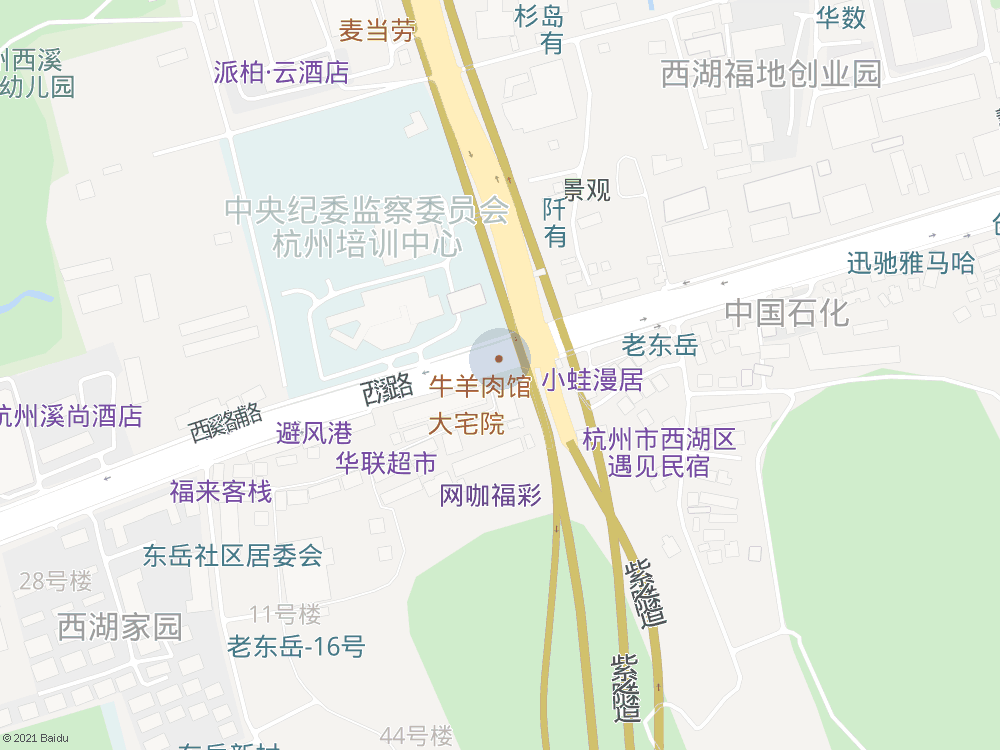 麦当劳
杉岛
有
华数
州西溪
幼儿园
派柏·云酒店
西湖福地创业园
景观
中央纪委监察委员会
杭州培训中心
阡
有
迅驰雅马哈
中国石化
老东岳
西溪路
牛羊肉馆
小蛙漫居
杭州溪尚酒店
西溪路辅路
大宅院
避风港
杭州市西湖区
遇见民宿
华联超市
福来客栈
网咖福彩
东岳社区居委会
28号楼
11号楼
西湖家园
老东岳-16号
紫
隧道
紫
隧道
44号楼
东岳新村
© 2021 Baidu